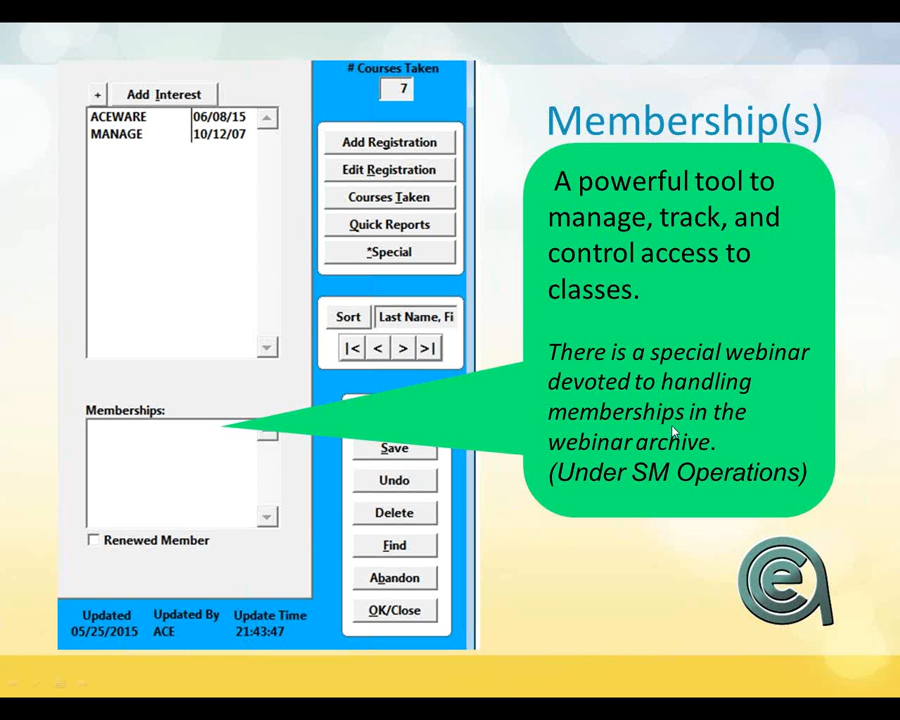 # Courses Taken
7
+ Add Interest
ACEWARE 06/08/15
MANAGE 10/12/07
Add Registration
Edit Registration
Courses Taken
Quick Reports
*Special
Sort Last Name, Fi
|< < > >|
Memberships:
Renewed Member
Save
Undo
Delete
Find
Abandon
OK/Close
Updated Updated By Update Time
05/25/2015 ACE 21:43:47
Membership(s)
A powerful tool to
manage, track, and
control access to
classes.
There is a special webinar
devoted to handling
memberships in the
webinar archive.
(Under SM Operations)